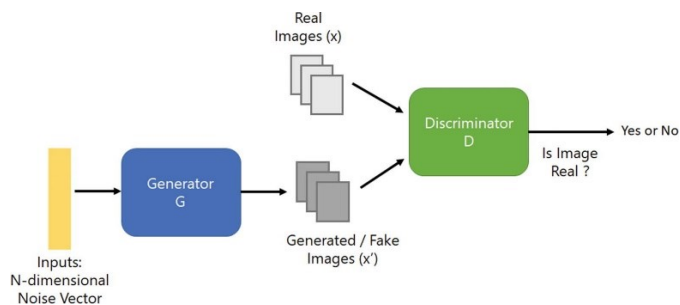 Real
Images (x)
Discriminator
D
Yes or No
Is Image
Real ?
Generator
G
Generated / Fake
Images (x’)
Inputs:
N-dimensional
Noise Vector